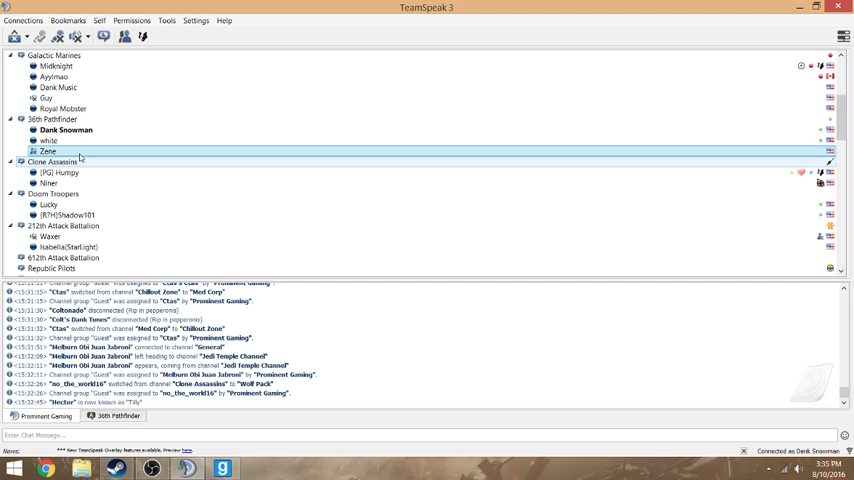 TeamSpeak 3
Connections Bookmarks Self Permissions Tools Settings Help
Galactic Marines
Midknight
Ayylmao
Dank Music
Guy
Royal Mobster
36th Pathfinder
Dank Snowman
white
Zene
Clone Assassins
[PG] Humpy
Niner
Doom Troopers
Lucky
{R?H}Shadow101
212th Attack Battalion
Waxer
Isabella(StarLight)
612th Attack Battalion
Republic Pilots
Channel group "Guest" was assigned to "Ctas's Ctas" by "Prominent Gaming".
<15:31:15> "Ctas" switched from channel "Chillout Zone" to "Med Corp"
<15:31:15> Channel group "Guest" was assigned to "Ctas" by "Prominent Gaming".
<15:31:30> "Coltonado" disconnected (Rip in pepperonis)
<15:31:30> "Colt's Dank Tunes" disconnected (Rip in pepperonis)
<15:31:32> "Ctas" switched from channel "Med Corp" to "Chillout Zone"
<15:31:32> Channel group "Guest" was assigned to "Ctas" by "Prominent Gaming".
<15:31:51> "Melburn Obi Juan Jabroni" connected to channel "General"
<15:32:09> "Melburn Obi Juan Jabroni" left heading to channel "Jedi Temple Channel"
<15:32:11> "Melburn Obi Juan Jabroni" appears, coming from channel "Jedi Temple Channel"
<15:32:11> Channel group "Guest" was assigned to "Melburn Obi Juan Jabroni" by "Prominent Gaming".
<15:32:26> "no_the_world16" switched from channel "Clone Assassins" to "Wolf Pack"
<15:32:26> Channel group "Guest" was assigned to "no_the_world16" by "Prominent Gaming".
<15:32:45> "Hector" is now known as "Tilly"
Prominent Gaming 36th Pathfinder
Enter Chat Message...
News: *** New TeamSpeak Overlay features available. Preview here. Connected as Dank Snowman
3:35 PM
8/10/2016